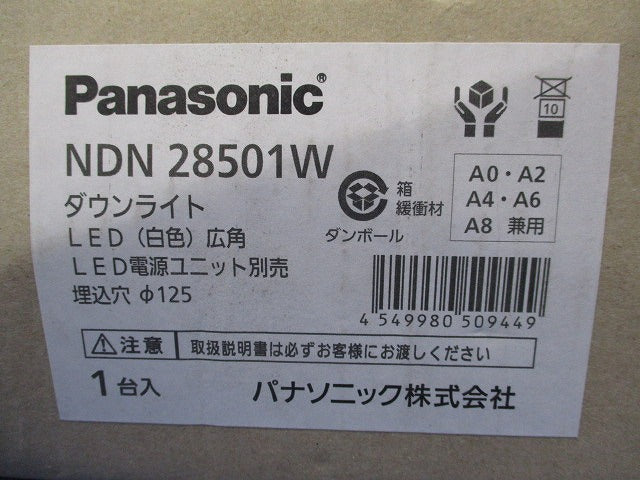 Panasonic®
NDN 28501W
ダウンライト
LED（白色）広角
LED電源ユニット別売
埋込穴 φ125
10
箱
緩衝材
ダンボール
A0・A2
A4・A6
A8 兼用
4 549980 509449
⚠注意 取扱説明書は必ずお客様にお渡しください
1台入
パナソニック株式会社